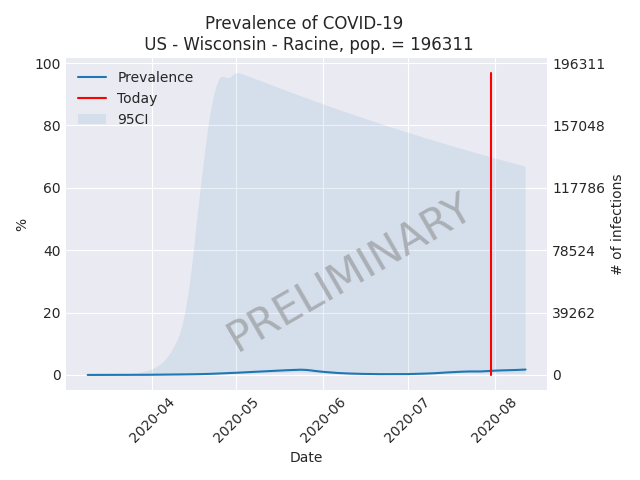 Prevalence of COVID-19
US - Wisconsin - Racine, pop. = 196311
100
80
60
40
20
0
%
Prevalence
Today
95CI
PRELIMINARY
196311
157048
117786
78524
39262
0
# of infections
2020-04
2020-05
2020-06
2020-07
2020-08
Date